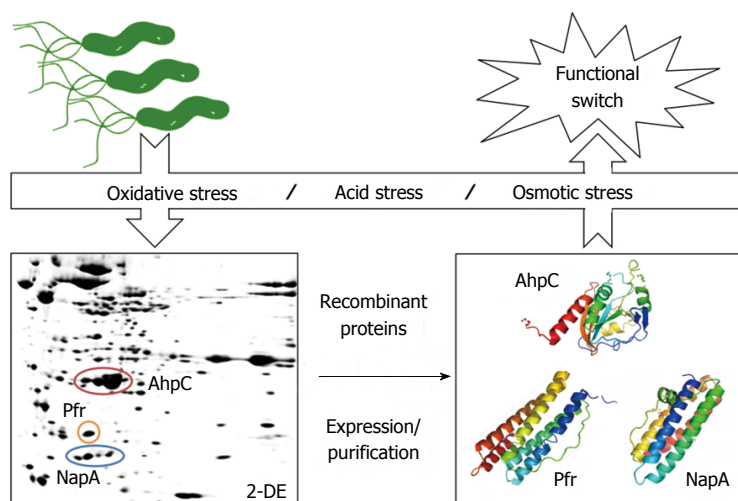 Functional
switch
Oxidative stress / Acid stress / Osmotic stress
AhpC
Pfr
NapA
2-DE
Recombinant
proteins
Expression/
purification
AhpC
Pfr
NapA